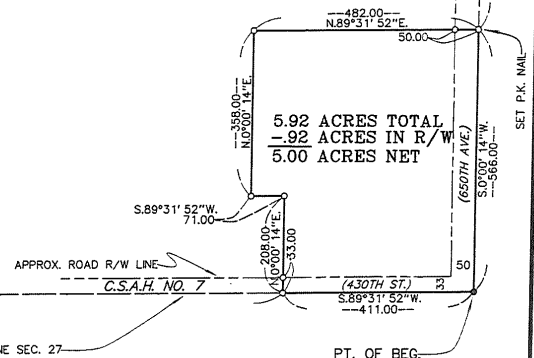 --482.00--
N.89°31' 52"E.
50.00
SET P.K. NAIL
--358.00--
N.0°00' 14"E.
5.92 ACRES TOTAL
-.92 ACRES IN R/W
5.00 ACRES NET
(650TH AVE.)
S.0°00' 14"W.
--566.00--
S.89°31' 52"W.
71.00
208.00
N.0°00' 14"E.
33.00
APPROX. ROAD R/W LINE
C.S.A.H. NO. 7
(430TH ST.)
33
50
S.89°31' 52"W.
--411.00--
NE SEC. 27
PT. OF BEG.